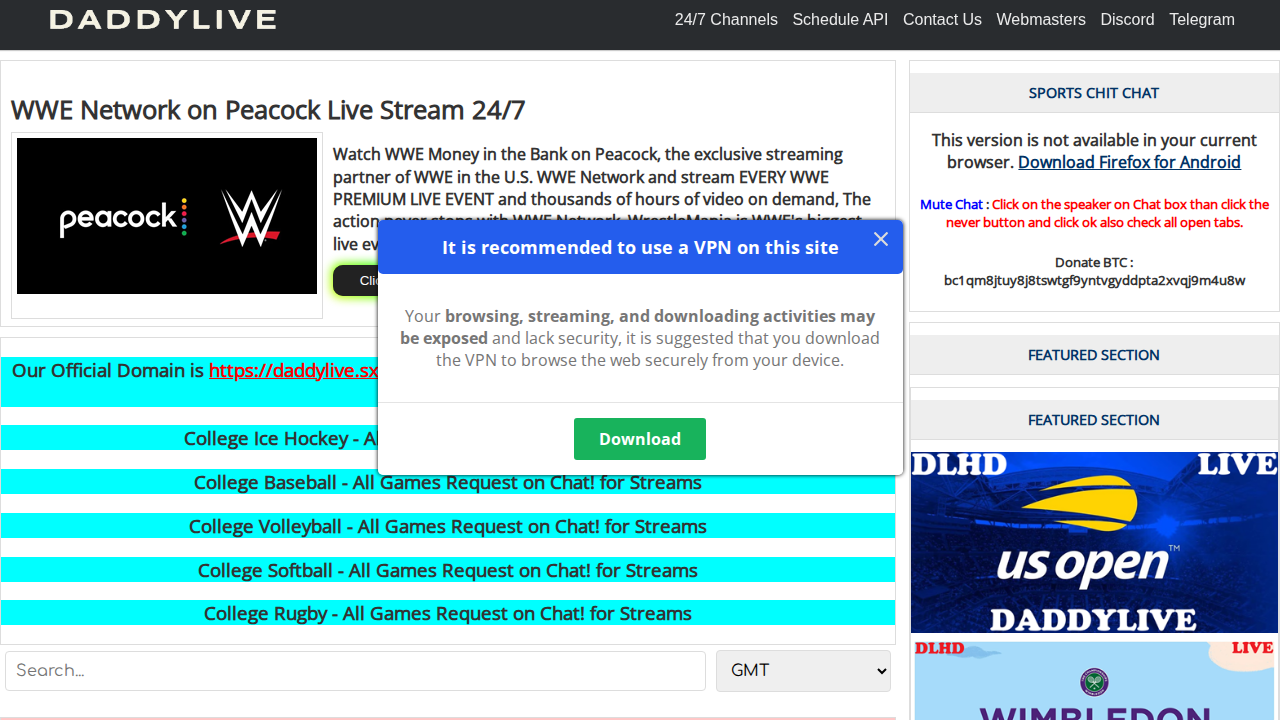 DADDYLIVE
24/7 Channels Schedule API Contact Us Webmasters Discord Telegram
WWE Network on Peacock Live Stream 24/7
peacock W
Watch WWE Money in the Bank on Peacock, the exclusive streaming
partner of WWE in the U.S. WWE Network and stream EVERY WWE
PREMIUM LIVE EVENT and thousands of hours of video on demand, The
action never stops with WWE Network. WrestleMania is WWE's biggest
live
It is recommended to use a VPN on this site
Your browsing, streaming, and downloading activities may
be exposed and lack security, it is suggested that you download
the VPN to browse the web securely from your device.
Download
Our Official Domain is https://daddylive.sx
College Ice Hockey -
College Baseball - All Games Request on Chat! for Streams
College Volleyball - All Games Request on Chat! for Streams
College Softball - All Games Request on Chat! for Streams
College Rugby - All Games Request on Chat! for Streams
Search...
GMT
SPORTS CHIT CHAT
This version is not available in your current
browser. Download Firefox for Android
Mute Chat : Click on the speaker on Chat box than click the
never button and click ok also check all open tabs.
Donate BTC :
bc1qm8jtuy8j8tswtgf9yntvgyddpta2xvqj9m4u8w
FEATURED SECTION
FEATURED SECTION
DLHD LIVE
us open TM
DADDYLIVE
DLHD LIVE
WIMBLEDON